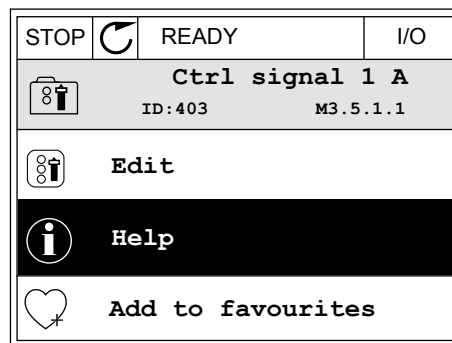 STOP READY I/O
Ctrl signal 1 A
ID:403 M3.5.1.1
Edit
Help
Add to favourites